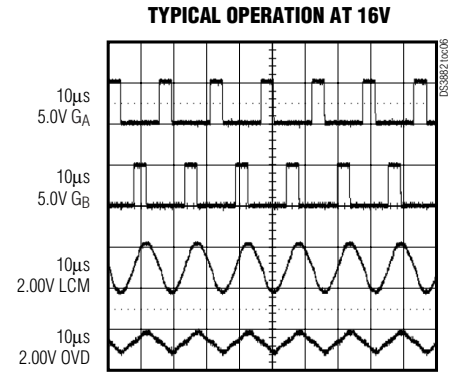 TYPICAL OPERATION AT 16V
DS3882 toc06
10µs
5.0V GA
10µs
5.0V GB
10µs
2.00V LCM
10µs
2.00V OVD